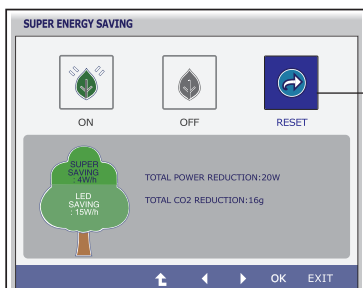 SUPER ENERGY SAVING
ON OFF RESET
SUPER
SAVING
: 4W/h
LED
SAVING
: 15W/h
TOTAL POWER REDUCTION:20W
TOTAL CO2 REDUCTION:16g
OK EXIT